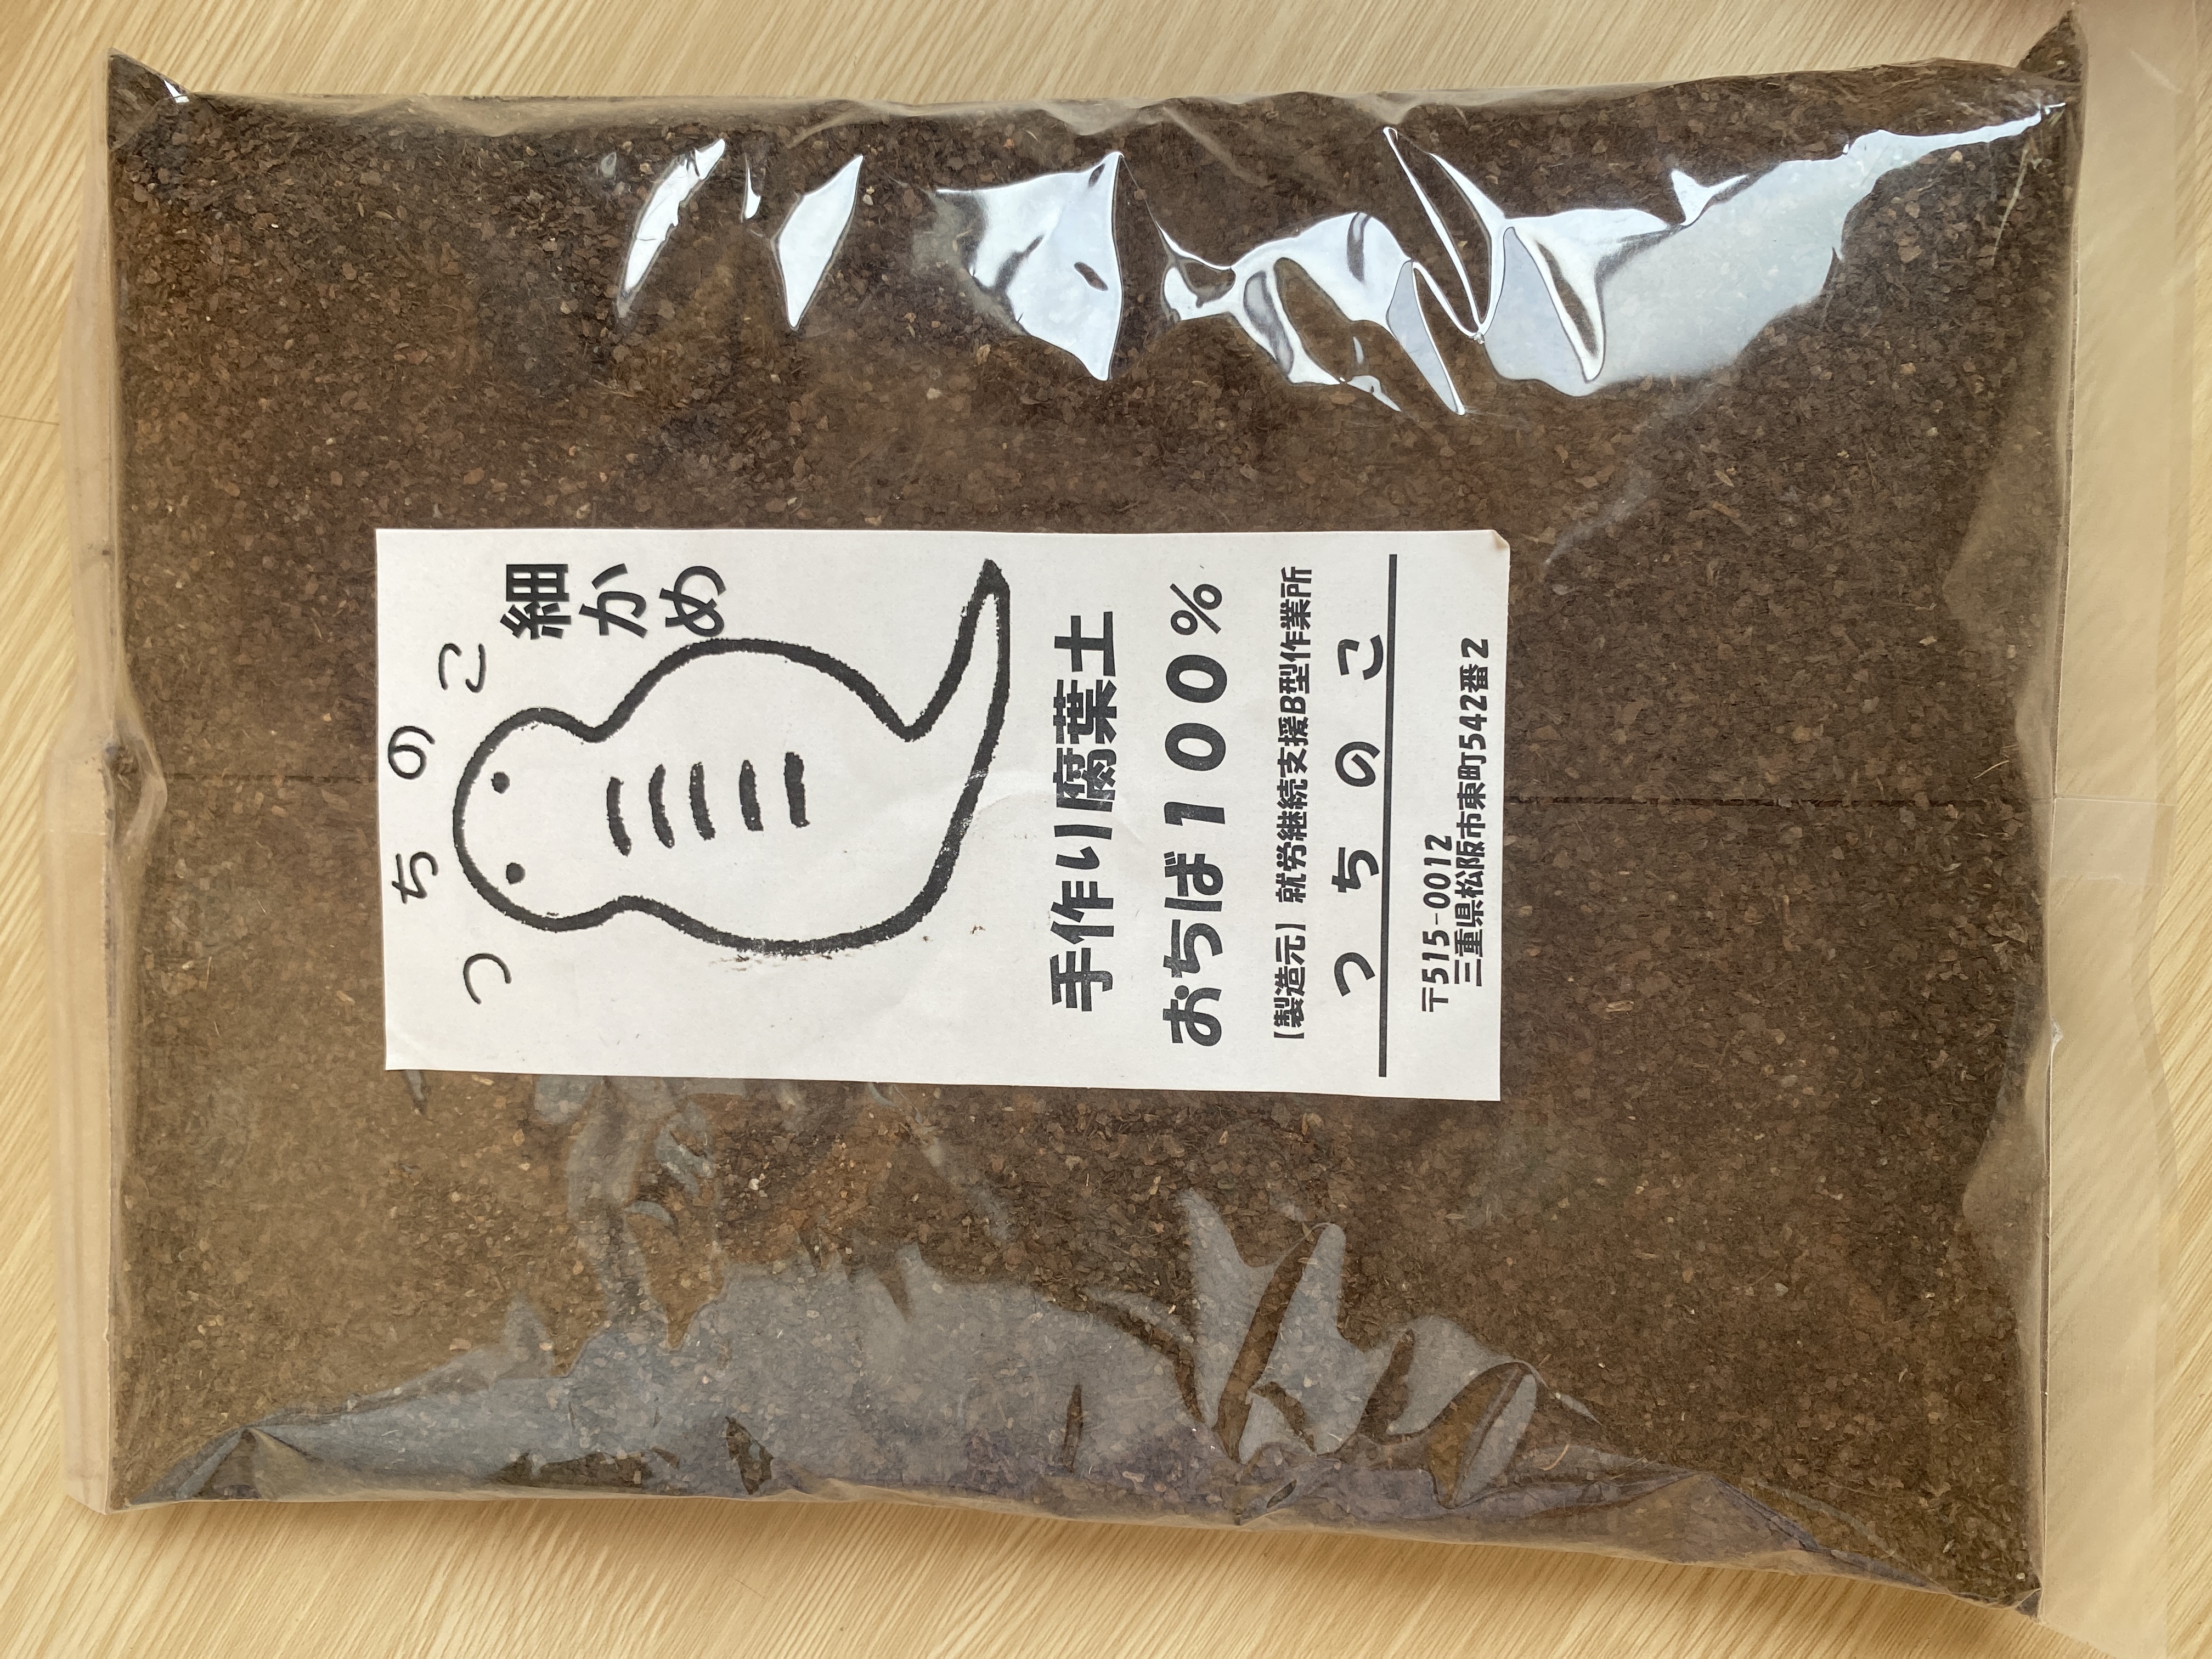 つちのこ
細かめ
手作り腐葉土
おちば100%
【製造元】就労継続支援B型作業所
つちのこ
〒515-0012
三重県松阪市東町542番2